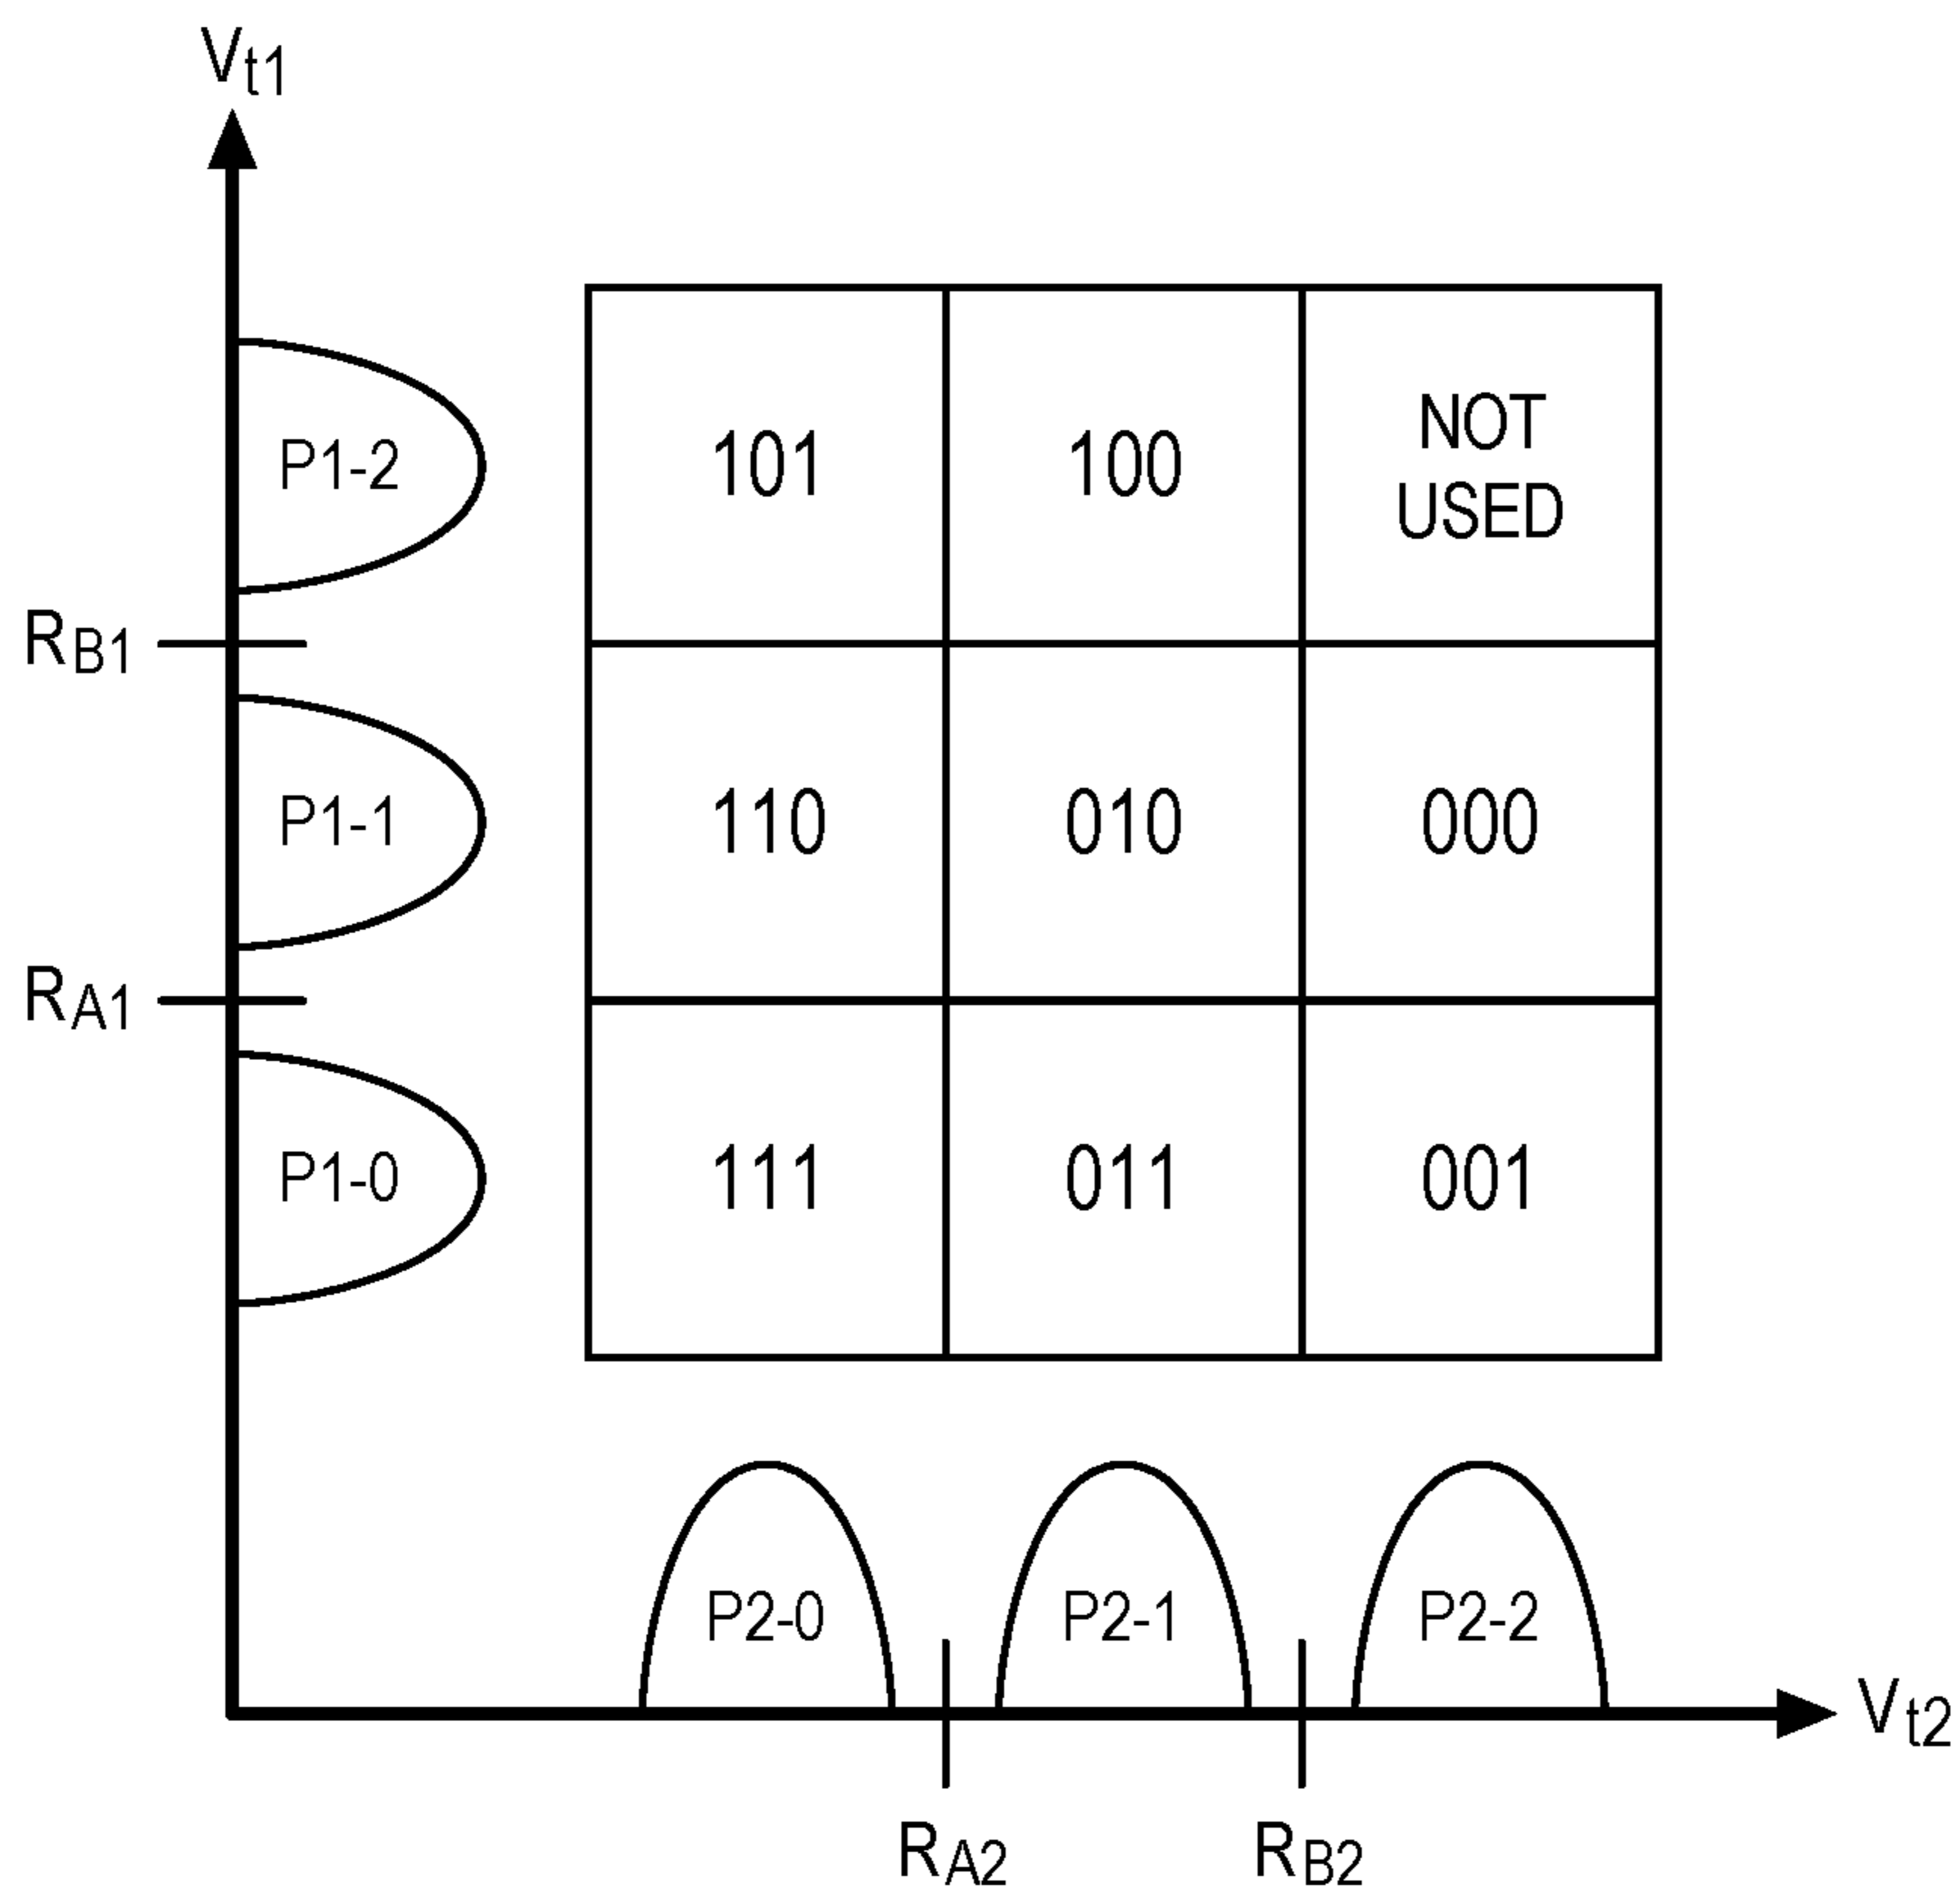 Vt1
P1-2
101
100
NOT
USED
RB1
P1-1
110
010
000
RA1
P1-0
111
011
001
P2-0
P2-1
P2-2
Vt2
RA2
RB2